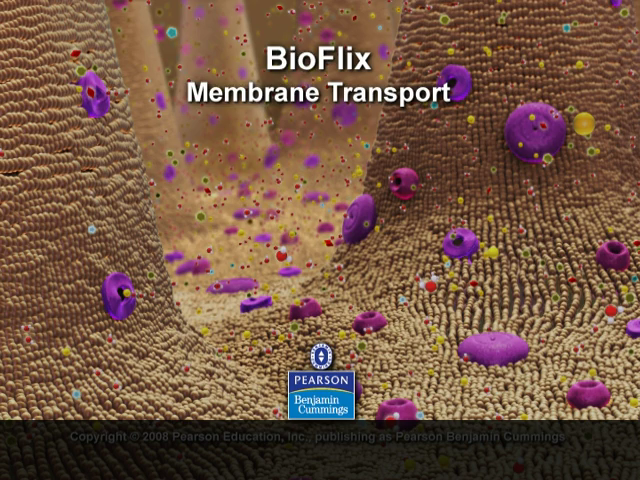 BioFlix
Membrane Transport
PEARSON
Benjamin
Cummings
Copyright © 2008 Pearson Education, Inc., publishing as Pearson Benjamin Cummings